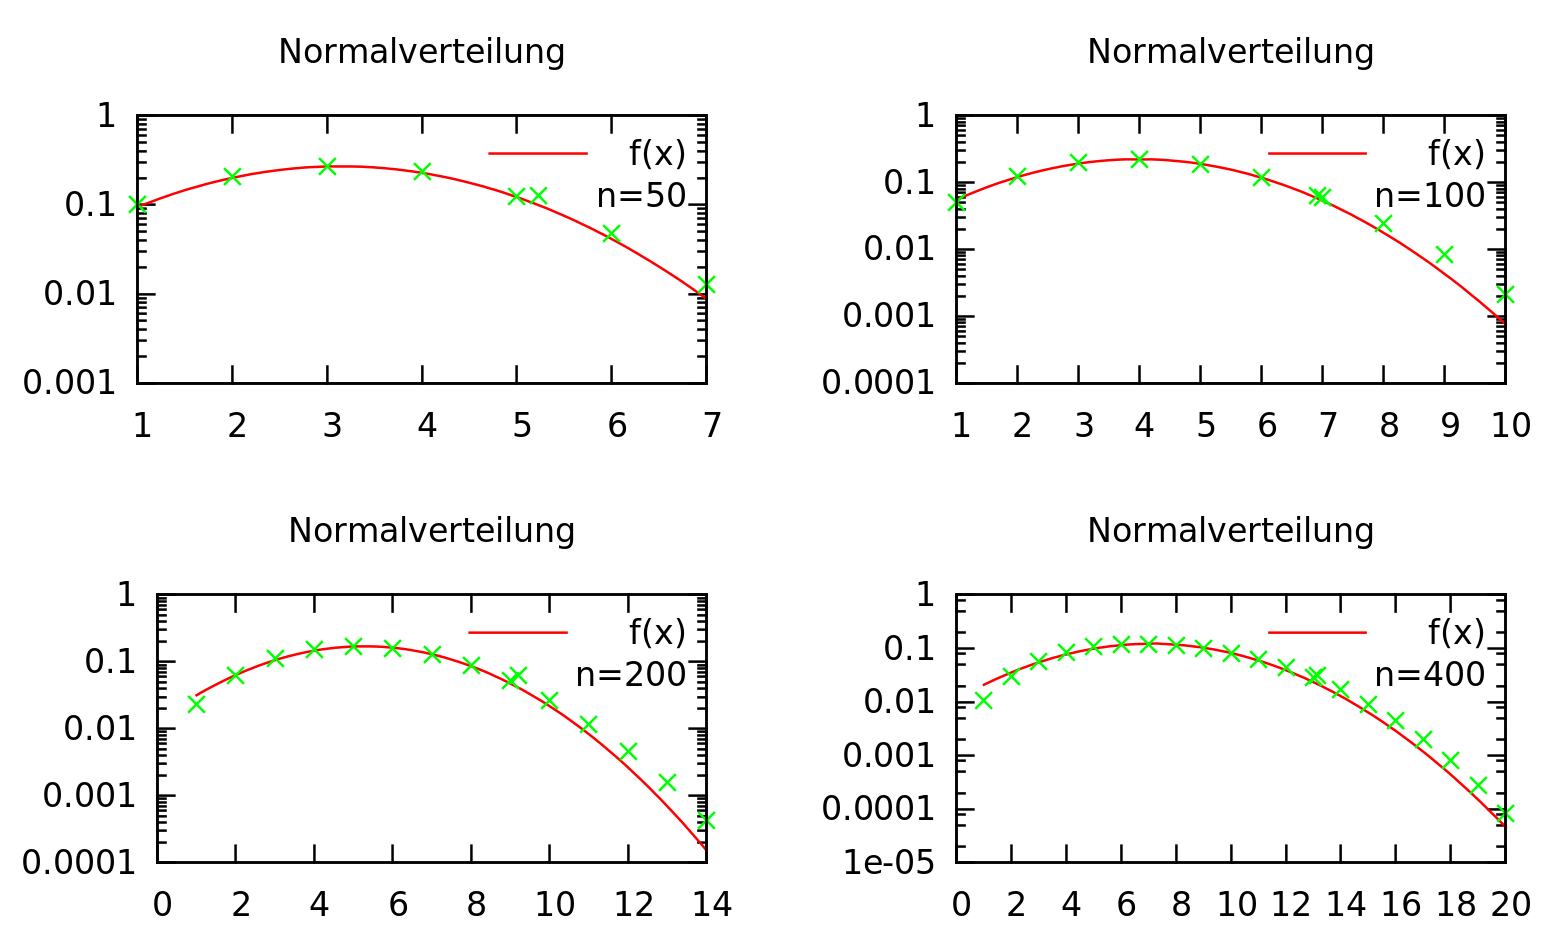 Normalverteilung
1
0.1
0.01
0.001
f(x)
n=50
1 2 3 4 5 6 7
Normalverteilung
1
0.1
0.01
0.001
0.0001
f(x)
n=100
1 2 3 4 5 6 7 8 9 10
Normalverteilung
1
0.1
0.01
0.001
0.0001
f(x)
n=200
0 2 4 6 8 10 12 14
Normalverteilung
1
0.1
0.01
0.001
0.0001
1e-05
f(x)
n=400
0 2 4 6 8 10 12 14 16 18 20